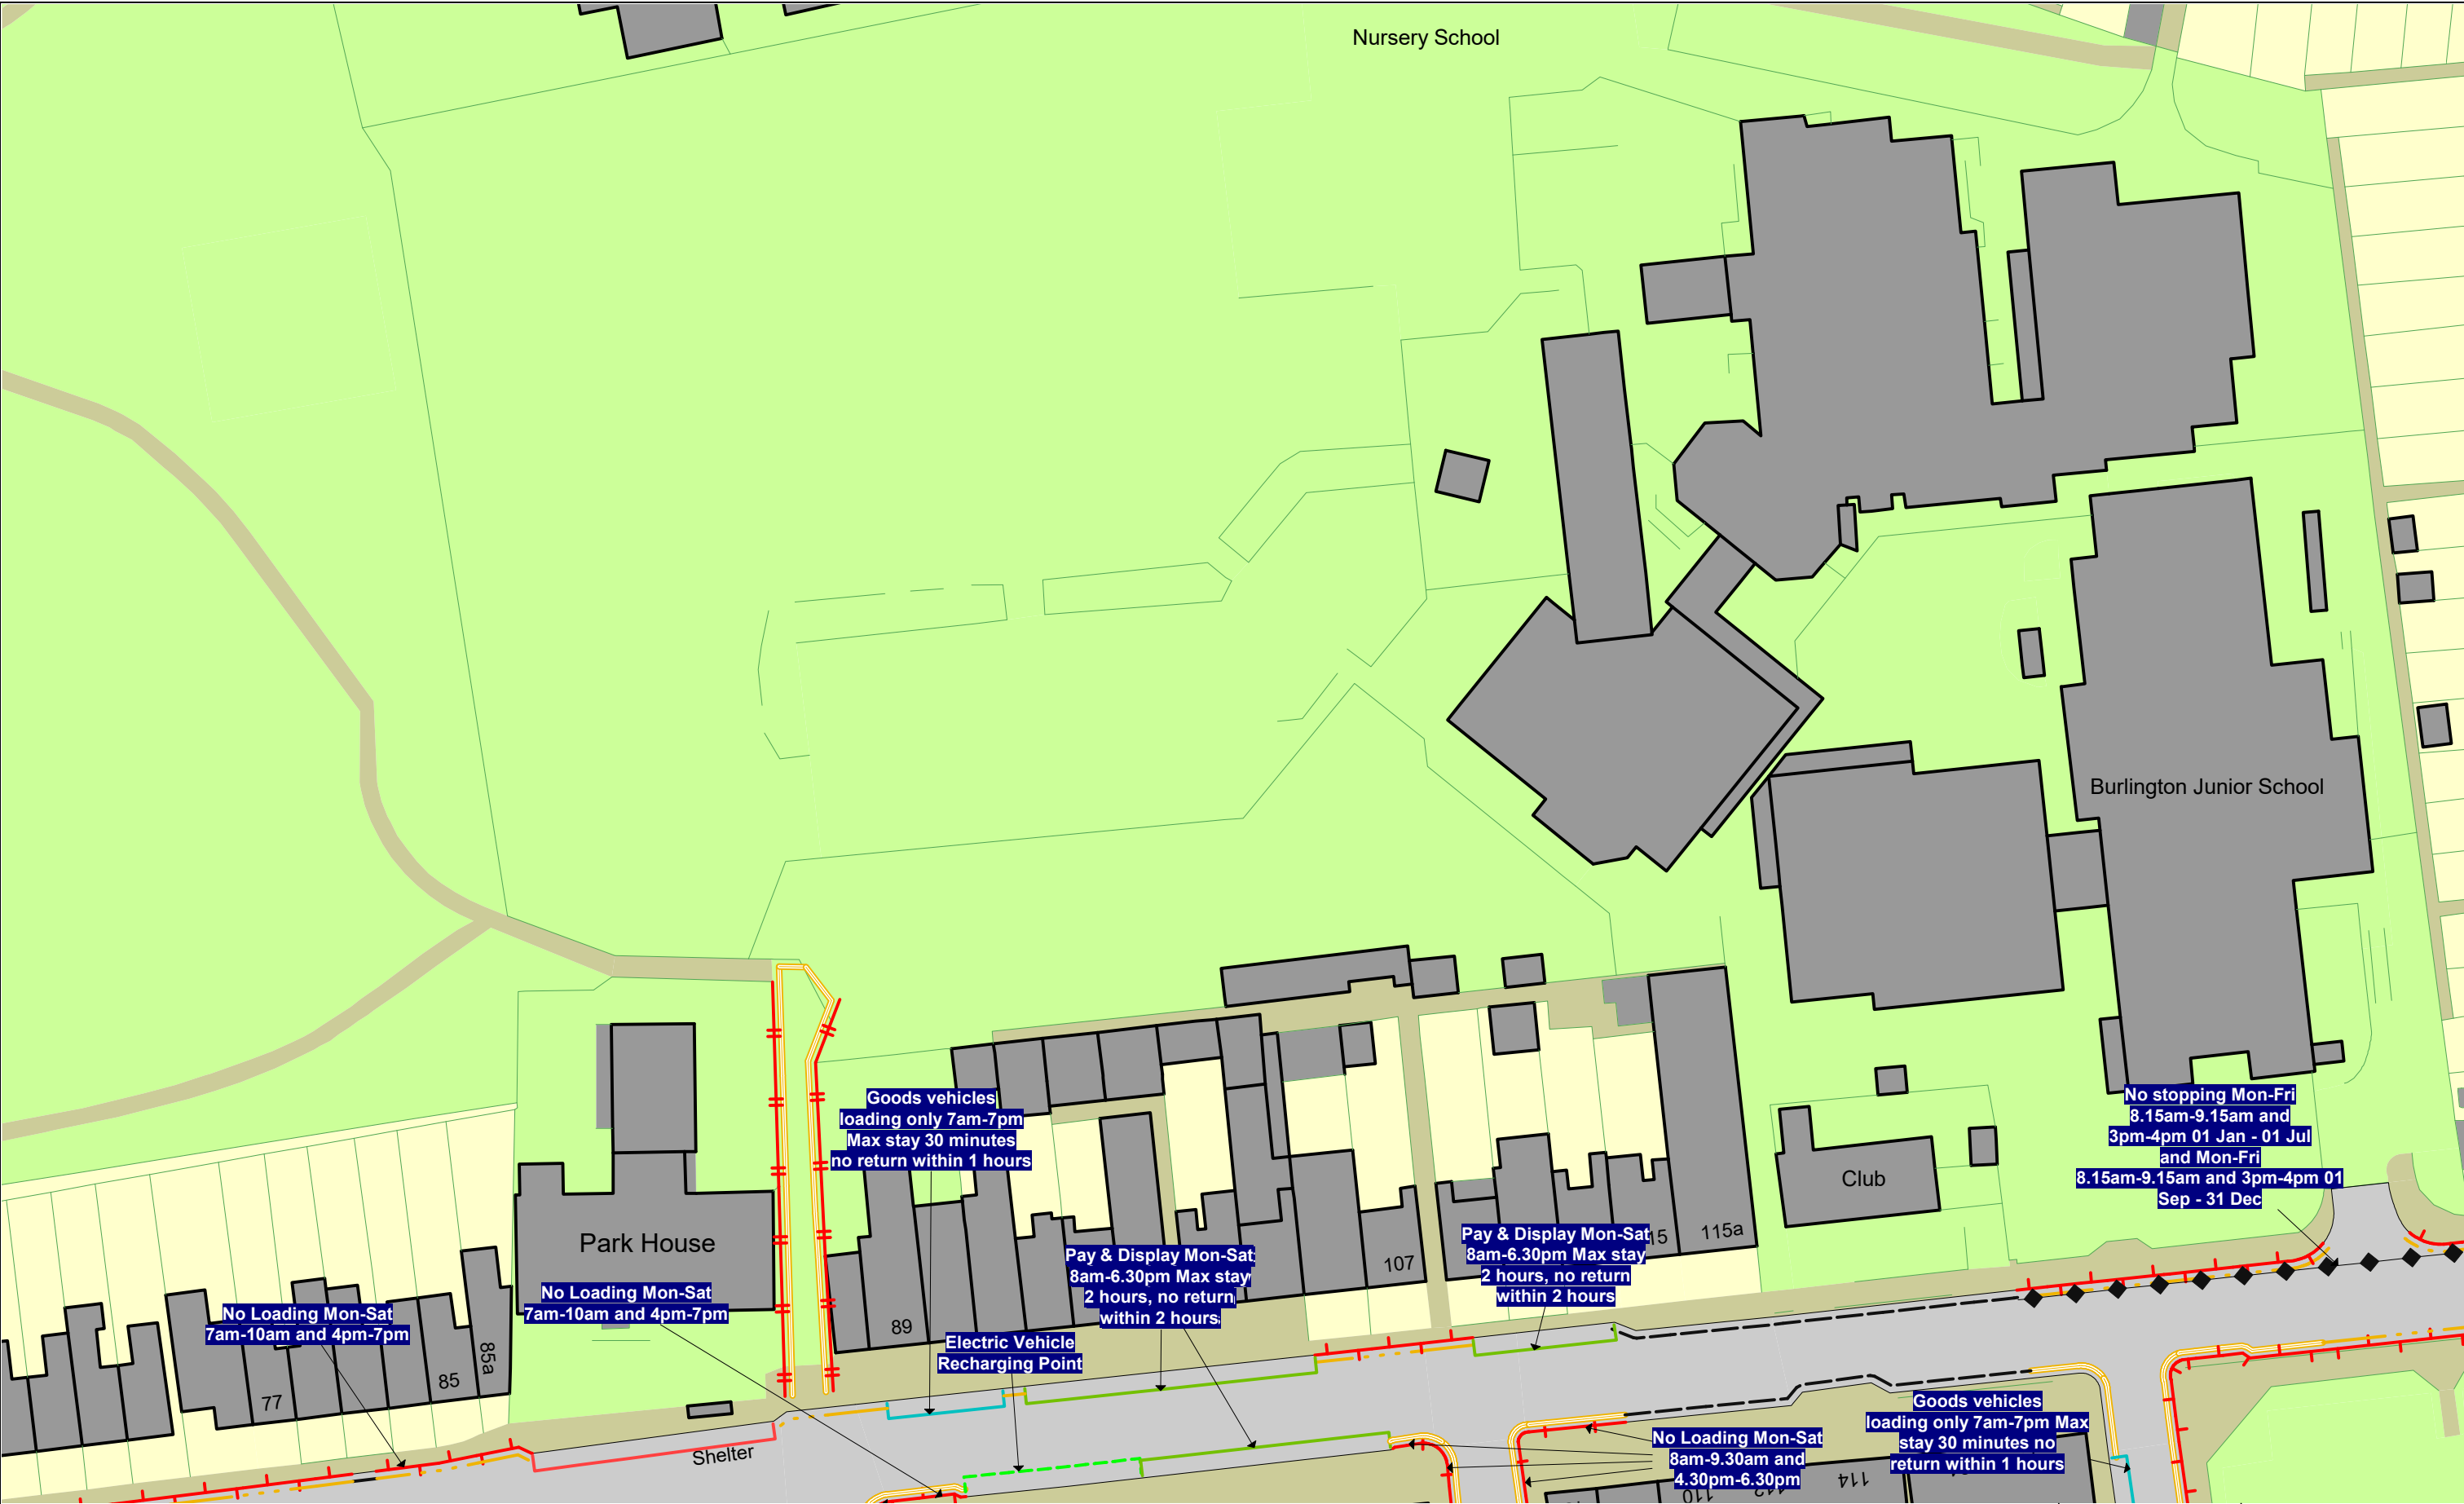 Nursery School
Burlington Junior School
Goods vehicles
loading only 7am-7pm
Max stay 30 minutes
no return within 1 hours
No stopping Mon-Fri
8.15am-9.15am and
3pm-4pm 01 Jan - 01 Jul
and Mon-Fri
8.15am-9.15am and 3pm-4pm 01
Sep - 31 Dec
Club
Park House
Pay & Display Mon-Sat
8am-6.30pm Max stay
2 hours, no return
within 2 hours
107
Pay & Display Mon-Sat
8am-6.30pm Max stay
2 hours, no return
within 2 hours
15
115a
No Loading Mon-Sat
7am-10am and 4pm-7pm
No Loading Mon-Sat
7am-10am and 4pm-7pm
77
85
85a
89
Electric Vehicle
Recharging Point
Shelter
No Loading Mon-Sat
8am-9.30am and
4.30pm-6.30pm
Goods vehicles
loading only 7am-7pm Max
stay 30 minutes no
return within 1 hours
110
112
114